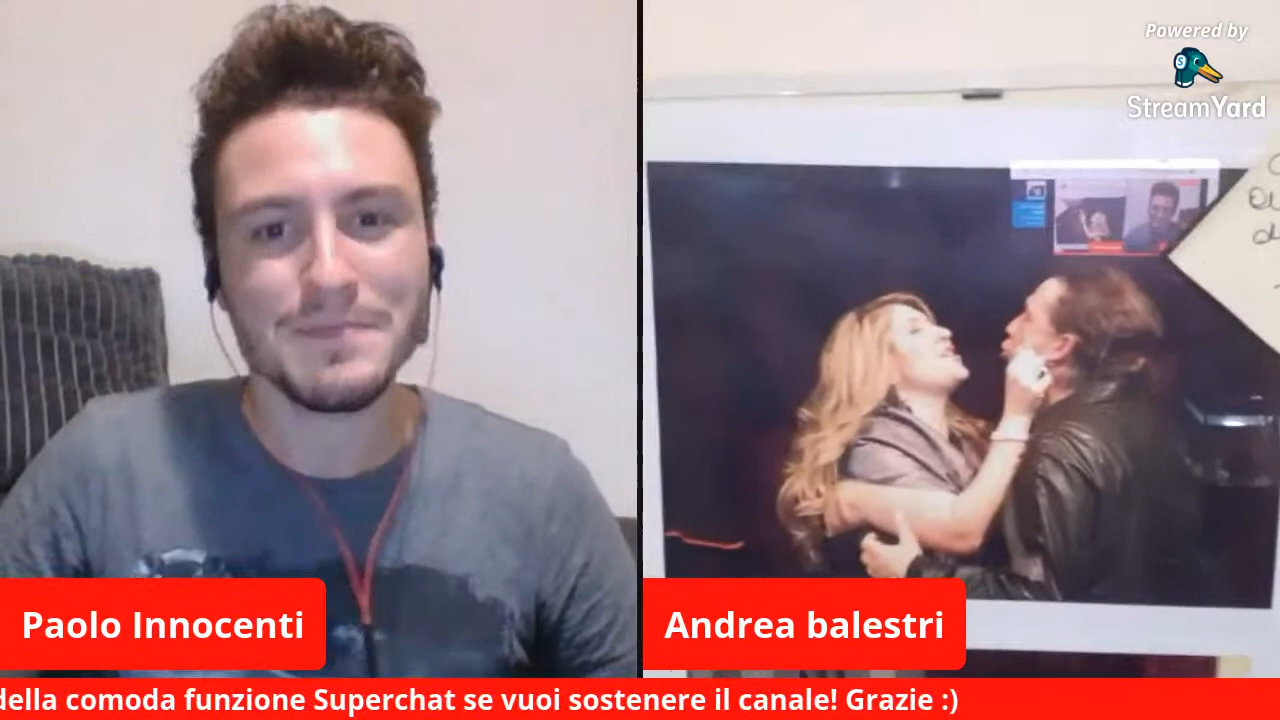 Powered by
StreamYard
Paolo Innocenti
Andrea balestri
della comoda funzione Superchat se vuoi sostenere il canale! Grazie :)